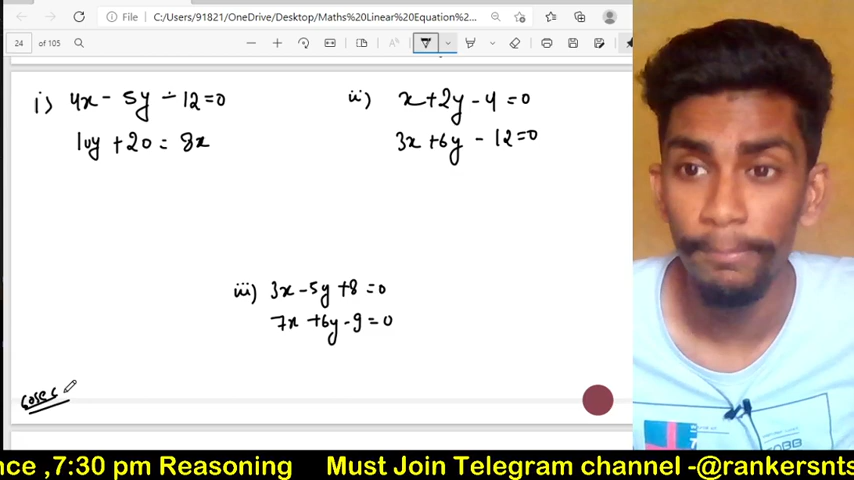 File | C:/Users/91821/OneDrive/Desktop/Maths%20Linear%20Equation%2...
24 of 105
i) 4x - 5y - 12 = 0
10y + 20 = 8x
ii) x + 2y - 4 = 0
3x + 6y - 12 = 0
iii) 3x - 5y + 8 = 0
7x + 6y - 9 = 0
nce ,7:30 pm Reasoning Must Join Telegram channel -@rankersnts